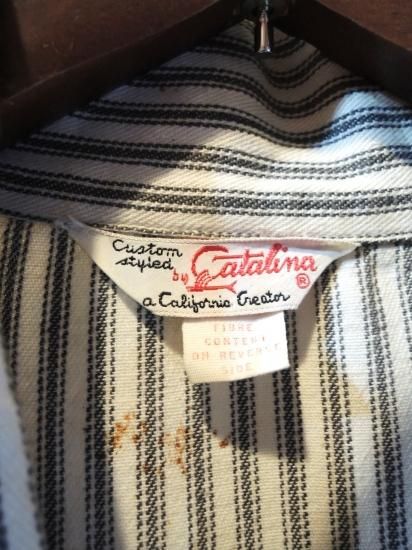 Custom
styled by Catalina ®
a California Creator
FIBRE
CONTENT
ON REVERSE
SIDE